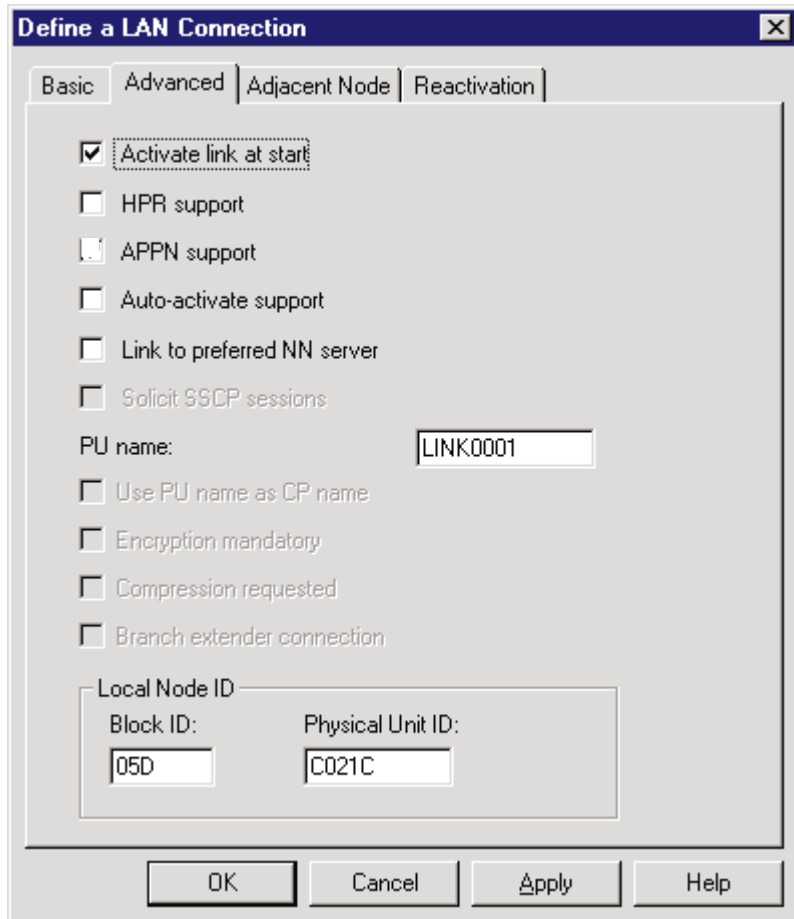 Define a LAN Connection
Basic Advanced Adjacent Node Reactivation
Activate link at start
HPR support
APPN support
Auto-activate support
Link to preferred NN server
Solicit SSCP sessions
PU name: LINK0001
Use PU name as CP name
Encryption mandatory
Compression requested
Branch extender connection
Local Node ID
Block ID: Physical Unit ID:
05D C021C
OK Cancel Apply Help